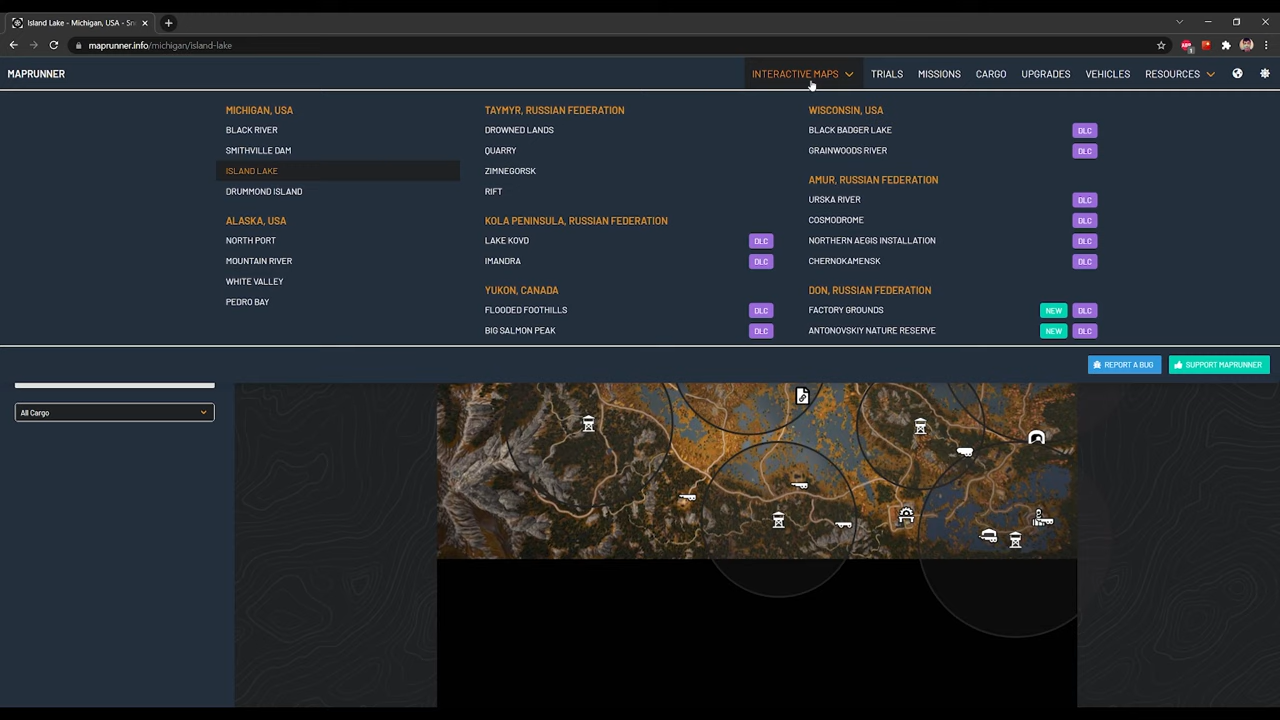 Island Lake - Michigan, USA - Sn
maprunner.info/michigan/island-lake
MAPRUNNER
INTERACTIVE MAPS
TRIALS
MISSIONS
CARGO
UPGRADES
VEHICLES
RESOURCES
MICHIGAN, USA
BLACK RIVER
SMITHVILLE DAM
ISLAND LAKE
DRUMMOND ISLAND
ALASKA, USA
NORTH PORT
MOUNTAIN RIVER
WHITE VALLEY
PEDRO BAY
TAYMYR, RUSSIAN FEDERATION
DROWNED LANDS
QUARRY
ZIMNEGORSK
RIFT
KOLA PENINSULA, RUSSIAN FEDERATION
LAKE KOVD DLC
IMANDRA DLC
YUKON, CANADA
FLOODED FOOTHILLS DLC
BIG SALMON PEAK DLC
WISCONSIN, USA
BLACK BADGER LAKE DLC
GRAINWOODS RIVER DLC
AMUR, RUSSIAN FEDERATION
URSKA RIVER DLC
COSMODROME DLC
NORTHERN AEGIS INSTALLATION DLC
CHERNOKAMENSK DLC
DON, RUSSIAN FEDERATION
FACTORY GROUNDS NEW DLC
ANTONOVSKIY NATURE RESERVE NEW DLC
REPORT A BUG
SUPPORT MAPRUNNER
All Cargo